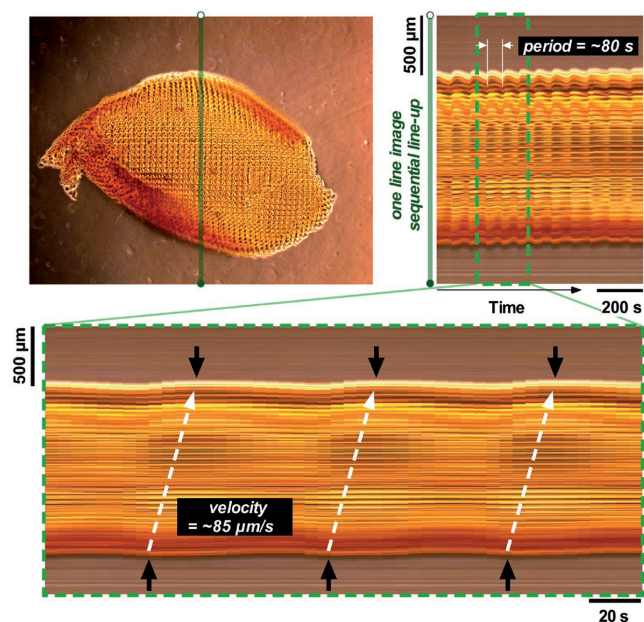 500 µm
period = ~80 s
one line image
sequential line-up
Time
200 s
500 µm
velocity
= ~85 µm/s
20 s